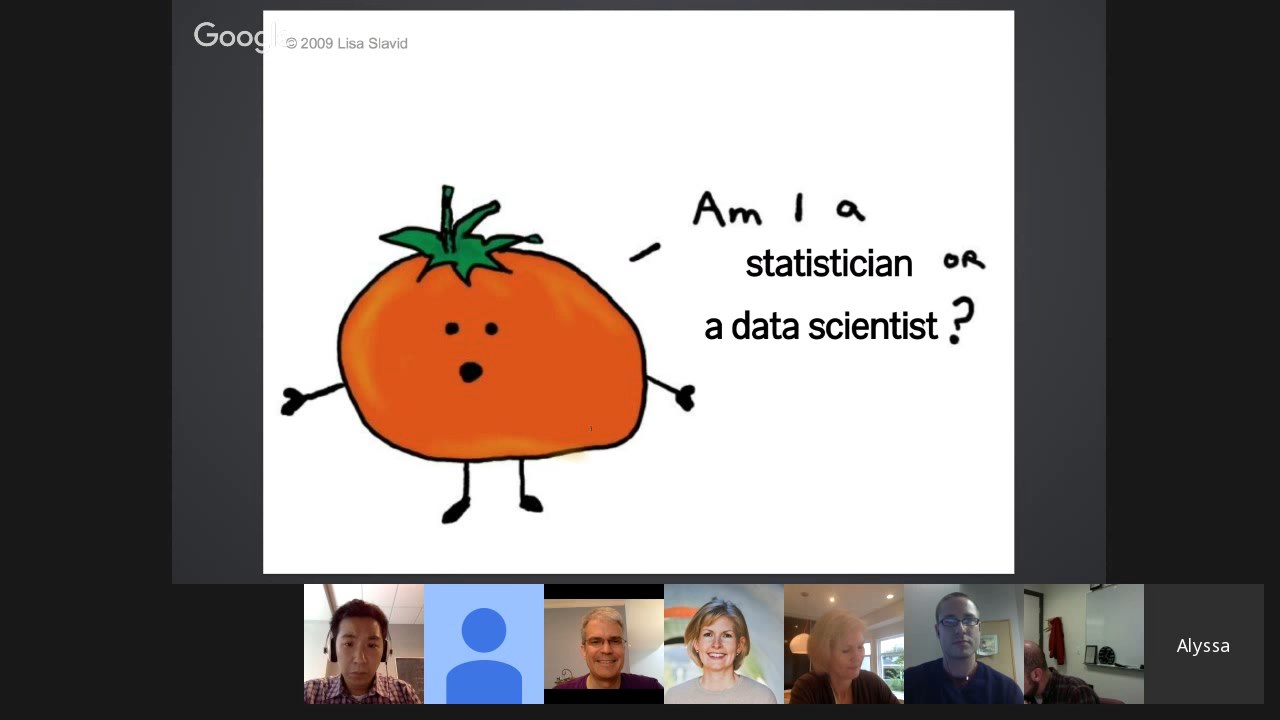 Google
© 2009 Lisa Slavid
Am I a
statistician OR
a data scientist ?
Alyssa